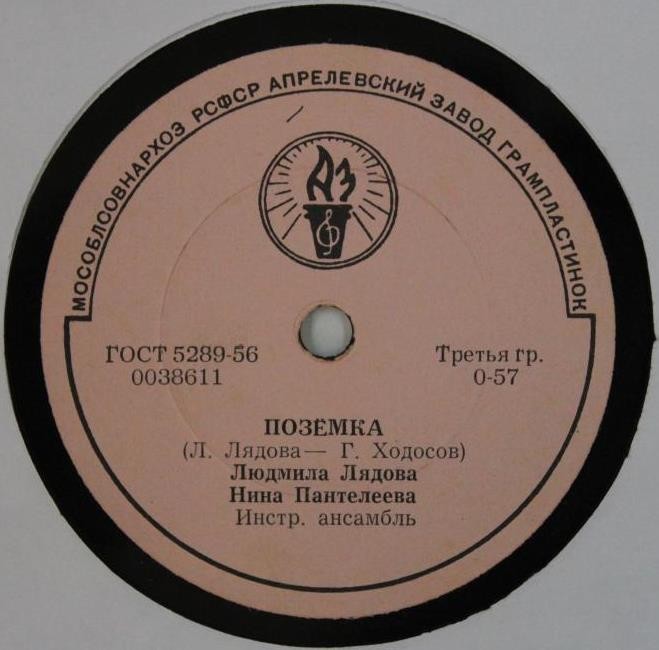 МОСОБЛСОВНАРХОЗ РСФСР АПРЕЛЕВСКИЙ ЗАВОД ГРАМПЛАСТИНОК
АЗ
ГОСТ 5289-56
0038611
Третья гр.
0-57
ПОЗЁМКА
(Л. Лядова — Г. Ходосов)
Людмила Лядова
Нина Пантелеева
Инстр. ансамбль